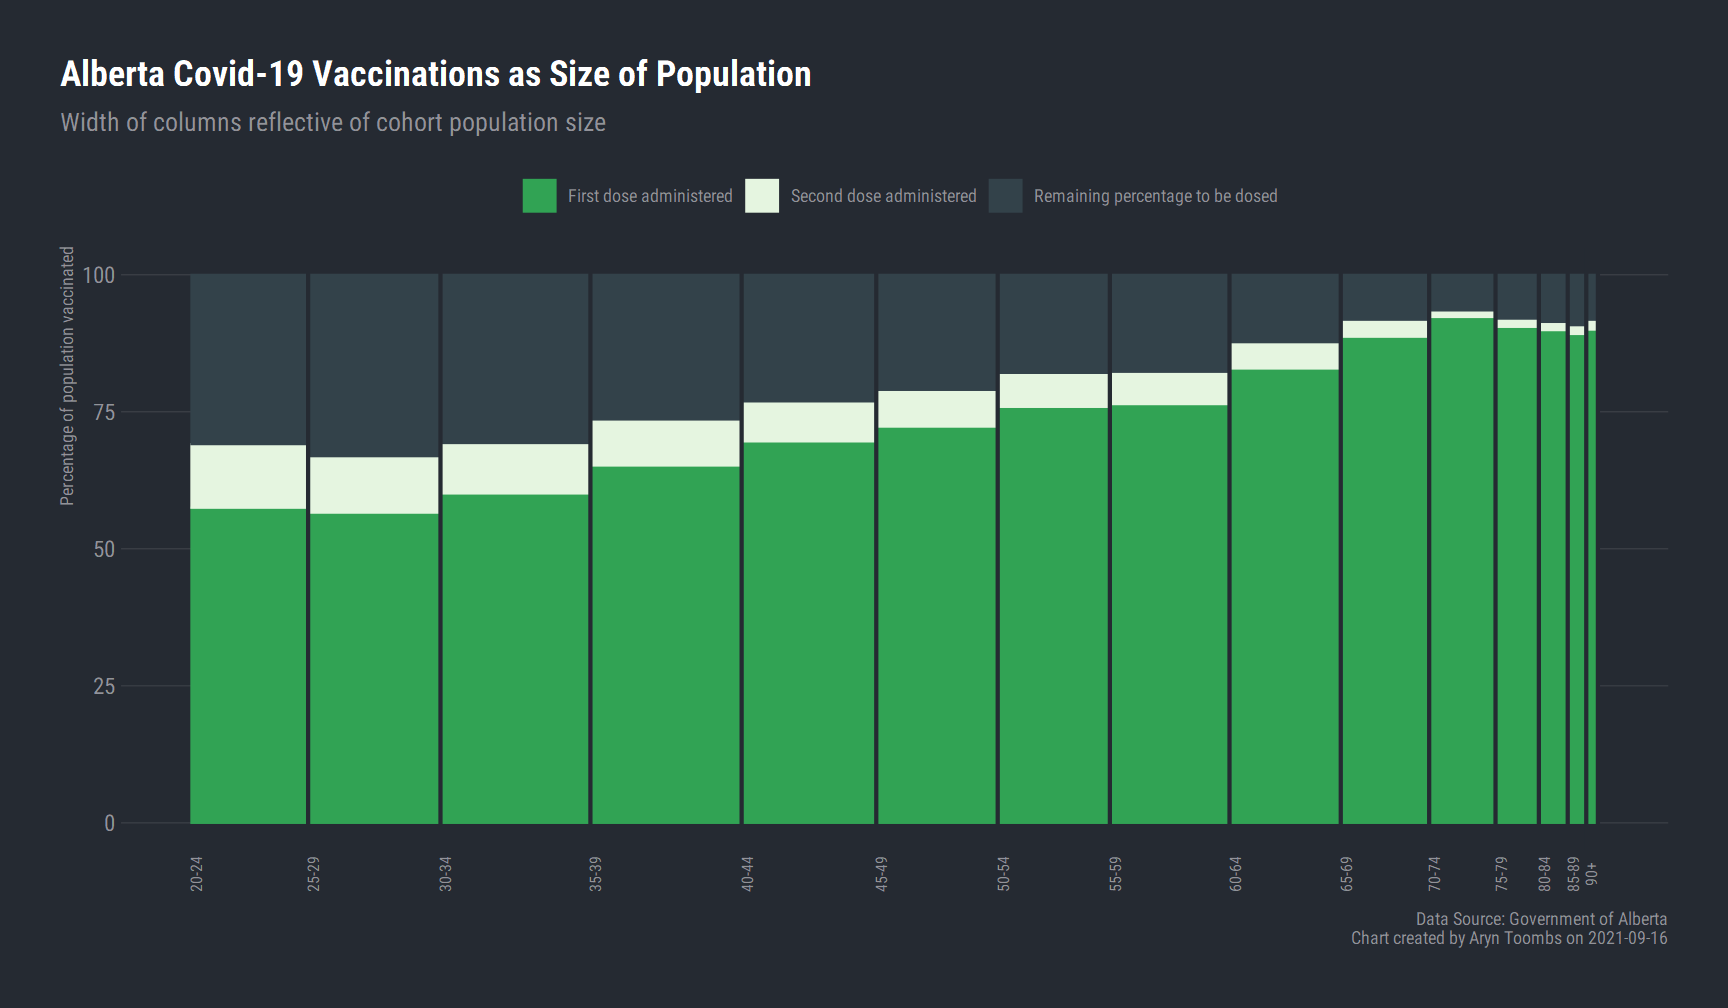 Alberta Covid-19 Vaccinations as Size of Population
Width of columns reflective of cohort population size
First dose administered
Second dose administered
Remaining percentage to be dosed
Percentage of population vaccinated
100
75
50
25
0
20-24
25-29
30-34
35-39
40-44
45-49
50-54
55-59
60-64
65-69
70-74
75-79
80-84
85-89
90+
Data Source: Government of Alberta
Chart created by Aryn Toombs on 2021-09-16